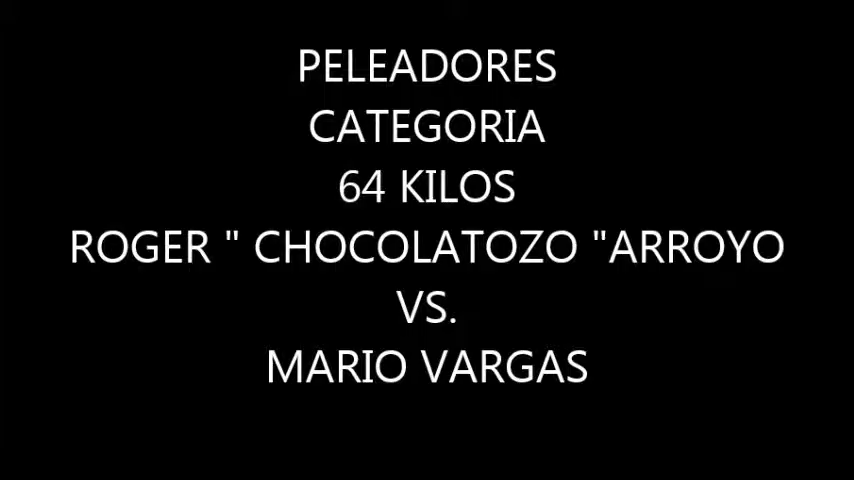 PELEADORES
CATEGORIA
64 KILOS
ROGER " CHOCOLATOZO "ARROYO
VS.
MARIO VARGAS